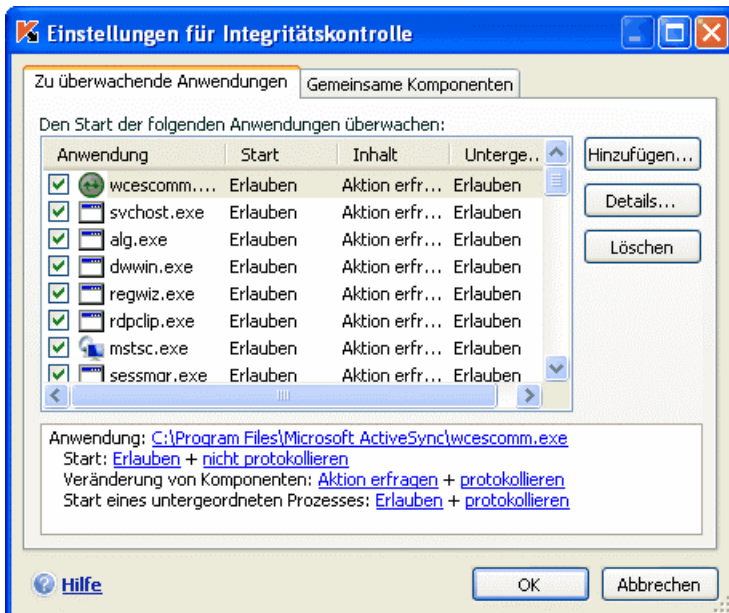 Einstellungen für Integritätskontrolle
Zu überwachende Anwendungen Gemeinsame Komponenten
Den Start der folgenden Anwendungen überwachen:
Anwendung Start Inhalt Unterge..
wcescomm.... Erlauben Aktion erfr... Erlauben
svchost.exe Erlauben Aktion erfr... Erlauben
alg.exe Erlauben Aktion erfr... Erlauben
dwwin.exe Erlauben Aktion erfr... Erlauben
regwiz.exe Erlauben Aktion erfr... Erlauben
rdpclip.exe Erlauben Aktion erfr... Erlauben
mstsc.exe Erlauben Aktion erfr... Erlauben
sessmgr.exe Erlauben Aktion erfr... Erlauben
Hinzufügen...
Details...
Löschen
Anwendung: C:\Program Files\Microsoft ActiveSync\wcescomm.exe
Start: Erlauben + nicht protokollieren
Veränderung von Komponenten: Aktion erfragen + protokollieren
Start eines untergeordneten Prozesses: Erlauben + protokollieren
Hilfe OK Abbrechen